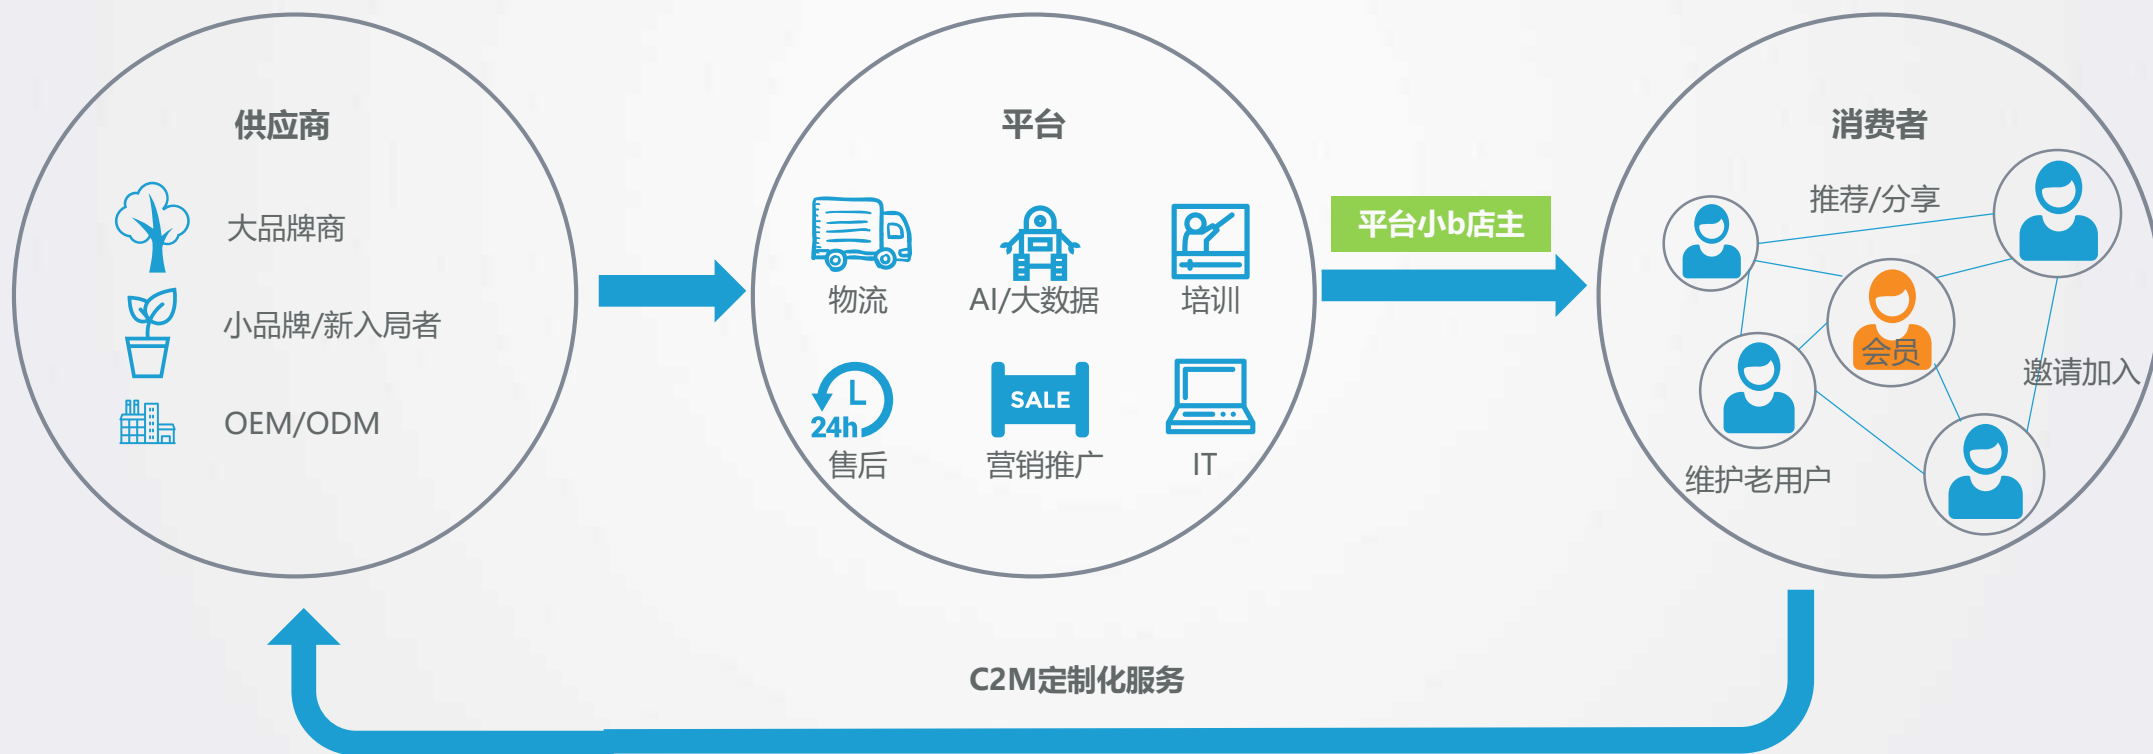 供应商
大品牌商
小品牌/新入局者
OEM/ODM
平台
物流
AI/大数据
培训
24h
售后
SALE
营销推广
IT
平台小b店主
消费者
推荐/分享
会员
邀请加入
维护老用户
C2M定制化服务